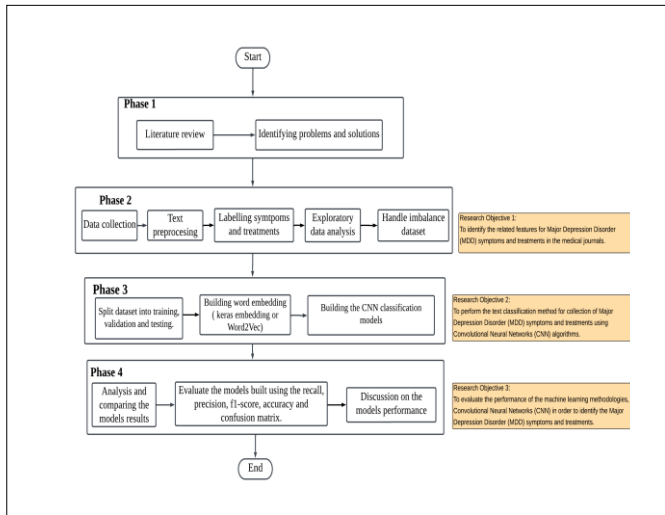 Start
Phase 1
Literature review
Identifying problems and solutions
Phase 2
Data collection
Text
preprocesing
Labelling symtpoms
and treatments
Exploratory
data analysis
Handle imbalance
dataset
Research Objective 1:
To identify the related features for Major Depression Disorder
(MDD) symptoms and treatments in the medical journals.
Phase 3
Split dataset into training,
validation and testing.
Building word embedding
( keras embedding or
Word2Vec)
Building the CNN classification
models
Research Objective 2:
To perform the text classification method for collection of Major
Depression Disorder (MDD) symptoms and treatments using
Convolutional Neural Networks (CNN) algorithms.
Phase 4
Analysis and
comparing the
models results
Evaluate the models built using the recall,
precision, f1-score, accuracy and
confusion matrix.
Discussion on the
models performance
Research Objective 3:
To evaluate the performance of the machine learning methodologies,
Convolutional Neural Networks (CNN) in order to identify the Major
Depression Disorder (MDD) symptoms and treatments.
End